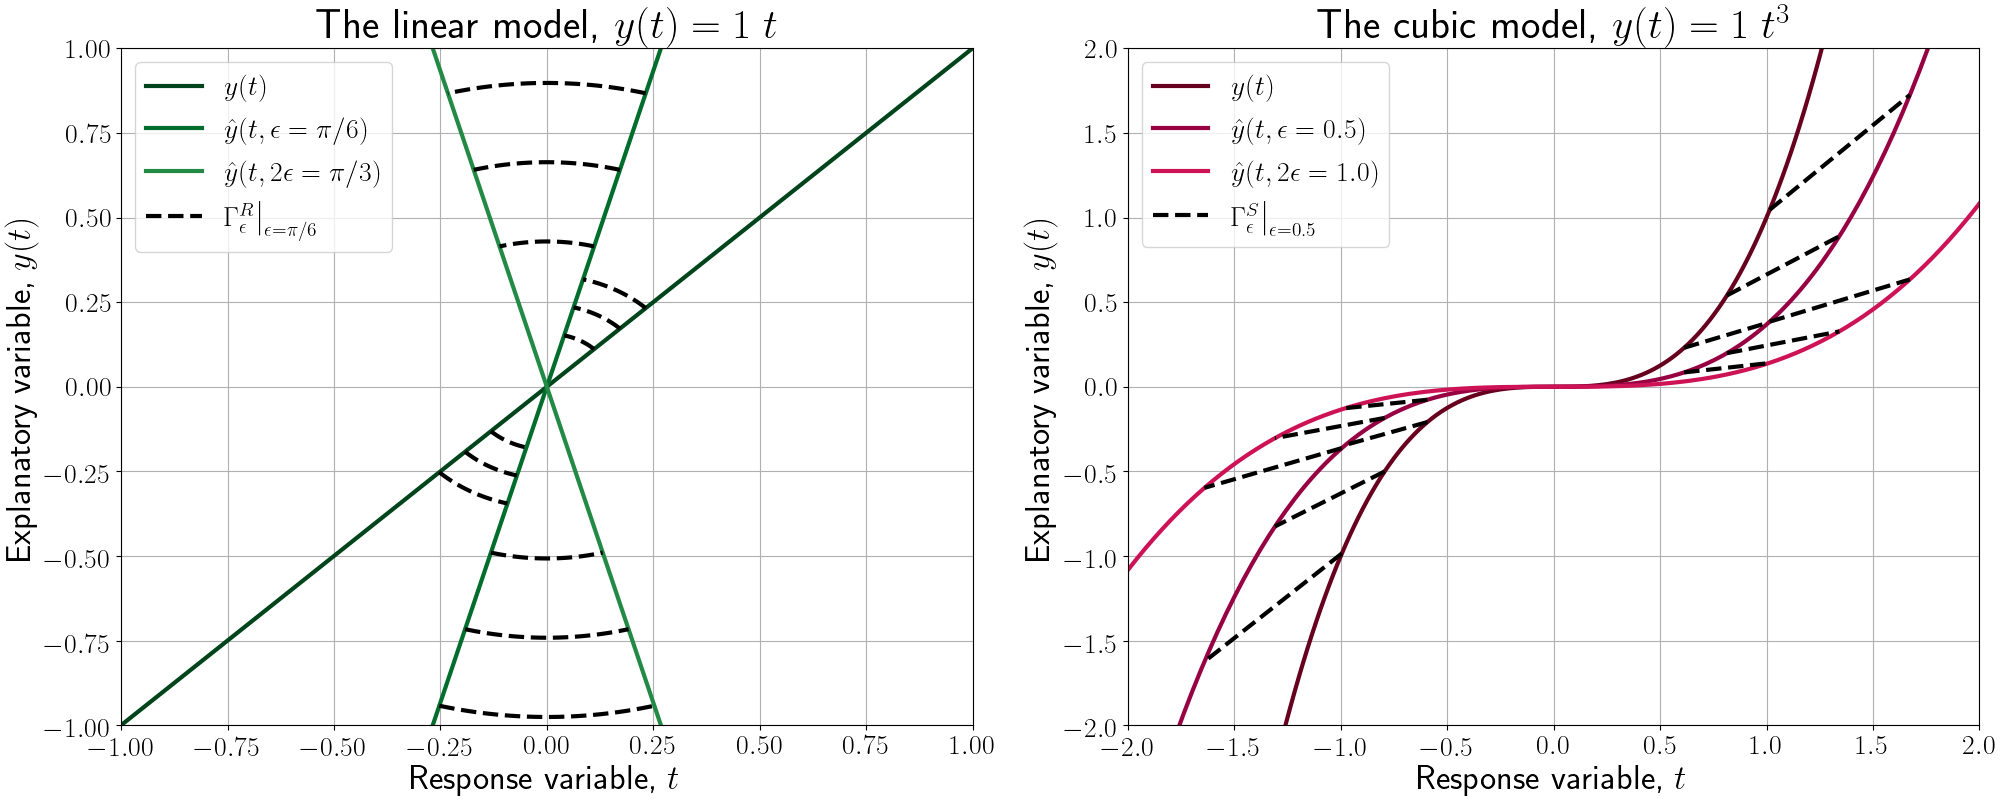 The linear model, y(t) = 1 t
1.00
0.75
0.50
0.25
0.00
−0.25
−0.50
−0.75
−1.00
Explanatory variable, y(t)
y(t)
ŷ(t, ϵ = π/6)
ŷ(t, 2ϵ = π/3)
Γ_ϵ^R|_{ϵ=π/6}
−1.00 −0.75 −0.50 −0.25 0.00 0.25 0.50 0.75 1.00
Response variable, t
The cubic model, y(t) = 1 t³
2.0
1.5
1.0
0.5
0.0
−0.5
−1.0
−1.5
−2.0
Explanatory variable, y(t)
y(t)
ŷ(t, ϵ = 0.5)
ŷ(t, 2ϵ = 1.0)
Γ_ϵ^S|_{ϵ=0.5}
−2.0 −1.5 −1.0 −0.5 0.0 0.5 1.0 1.5 2.0
Response variable, t